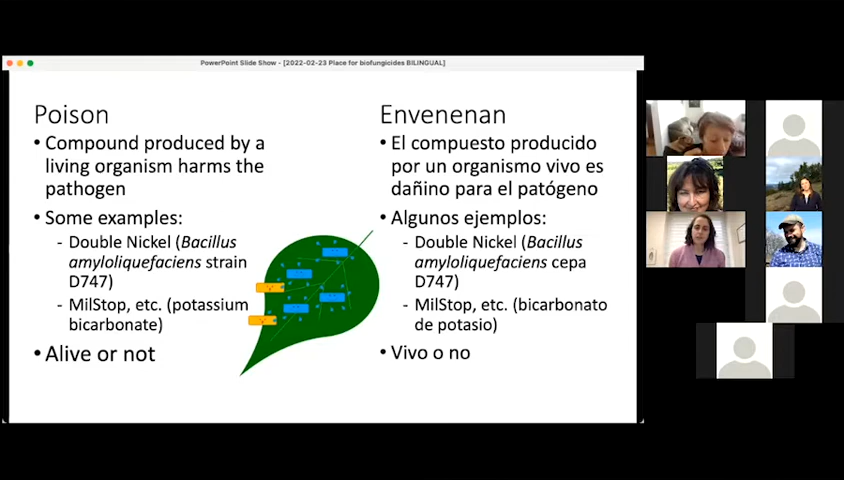 PowerPoint Slide Show - [2022-02-23 Place for biofungicides BILINGUAL]
Poison
• Compound produced by a
living organism harms the
pathogen
• Some examples:
- Double Nickel (Bacillus
amyloliquefaciens strain
D747)
- MilStop, etc. (potassium
bicarbonate)
• Alive or not
Envenenan
• El compuesto producido
por un organismo vivo es
dañino para el patógeno
• Algunos ejemplos:
- Double Nickel (Bacillus
amyloliquefaciens cepa
D747)
- MilStop, etc. (bicarbonato
de potasio)
• Vivo o no